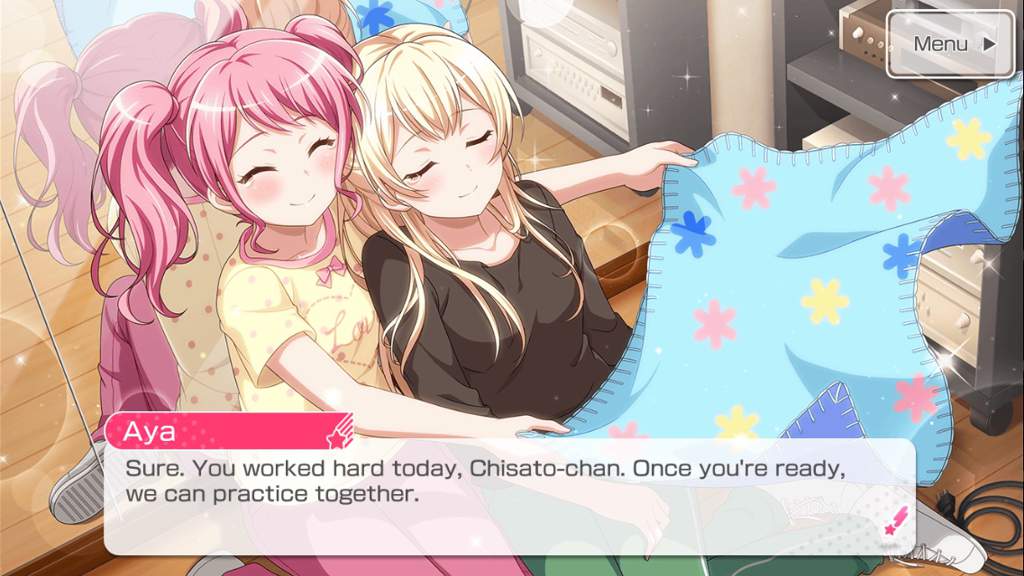 Menu
Aya
Sure. You worked hard today, Chisato-chan. Once you're ready,
we can practice together.